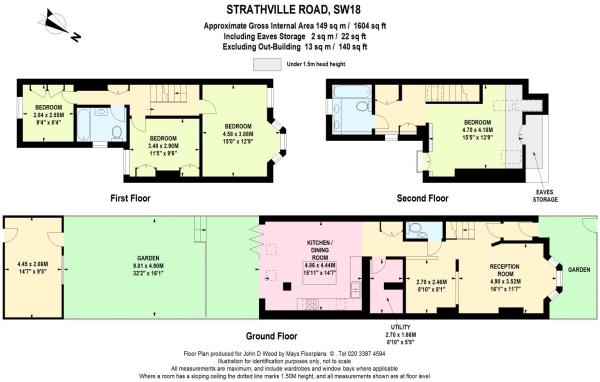 STRATHVILLE ROAD, SW18
Approximate Gross Internal Area 149 sq m / 1604 sq ft
Including Eaves Storage 2 sq m / 22 sq ft
Excluding Out-Building 13 sq m / 140 sq ft
Under 1.5m head height
BEDROOM
2.84 x 2.55M
9'4" x 8'4"
BEDROOM
3.48 x 2.90M
11'5" x 9'6"
BEDROOM
4.58 x 3.88M
15'0" x 12'9"
First Floor
BEDROOM
4.70 x 4.18M
15'5" x 13'9"
EAVES
STORAGE
Second Floor
4.45 x 2.86M
14'7" x 9'5"
GARDEN
9.81 x 4.90M
32'2" x 16'1"
KITCHEN /
DINING
ROOM
4.86 x 4.44M
15'11" x 14'7"
2.70 x 2.46M
8'10" x 8'1"
RECEPTION
ROOM
4.90 x 3.52M
16'1" x 11'7"
GARDEN
UTILITY
2.70 x 1.66M
8'10" x 5'5"
Ground Floor
Floor Plan produced for John D Wood by Mays Floorplans © . Tel 020 3397 4594
Illustration for identification purposes only, not to scale
All measurements are maximum, and include wardrobes and window bays where applicable
Where a room has a sloping ceiling the dotted line marks 1.50M height, and all measurements shown are at floor level